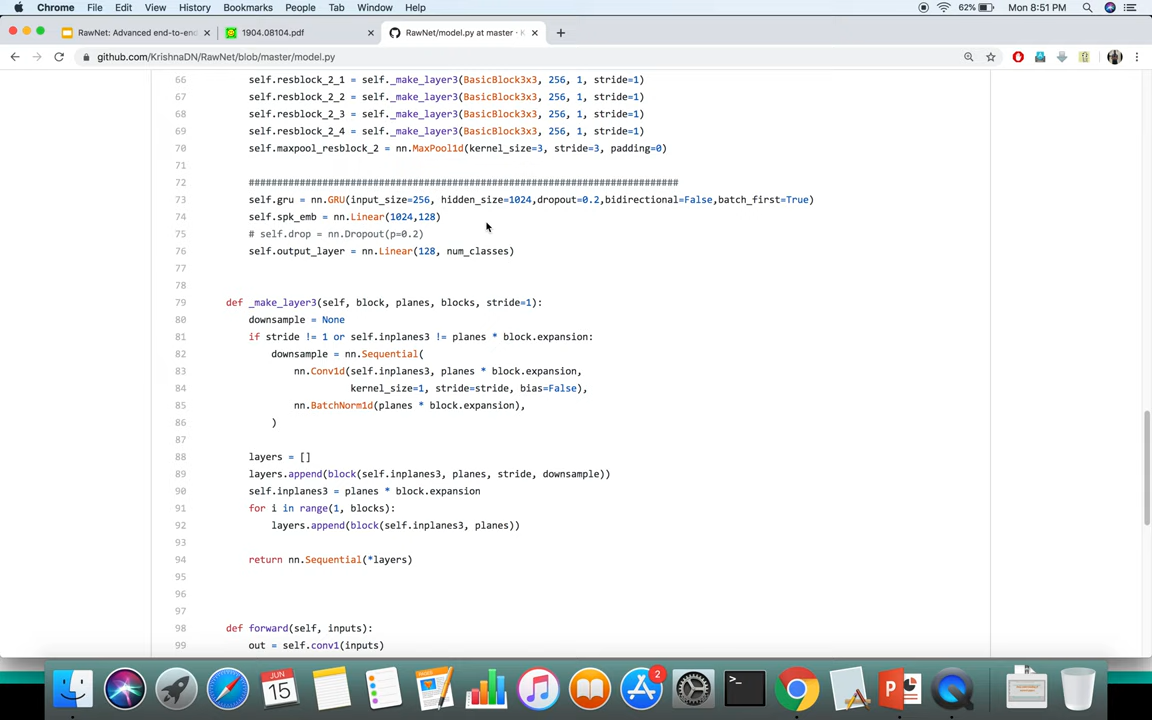 Chrome File Edit View History Bookmarks People Tab Window Help 62% Mon 8:51 PM
RawNet: Advanced end-to-en 1904.08104.pdf RawNet/model.py at master · K
github.com/KrishnaDN/RawNet/blob/master/model.py
66 self.resblock_2_1 = self._make_layer3(BasicBlock3x3, 256, 1, stride=1)
67 self.resblock_2_2 = self._make_layer3(BasicBlock3x3, 256, 1, stride=1)
68 self.resblock_2_3 = self._make_layer3(BasicBlock3x3, 256, 1, stride=1)
69 self.resblock_2_4 = self._make_layer3(BasicBlock3x3, 256, 1, stride=1)
70 self.maxpool_resblock_2 = nn.MaxPool1d(kernel_size=3, stride=3, padding=0)
71
72 ############################################################################
73 self.gru = nn.GRU(input_size=256, hidden_size=1024,dropout=0.2,bidirectional=False,batch_first=True)
74 self.spk_emb = nn.Linear(1024,128)
75 # self.drop = nn.Dropout(p=0.2)
76 self.output_layer = nn.Linear(128, num_classes)
77
78
79 def _make_layer3(self, block, planes, blocks, stride=1):
80 downsample = None
81 if stride != 1 or self.inplanes3 != planes * block.expansion:
82 downsample = nn.Sequential(
83 nn.Conv1d(self.inplanes3, planes * block.expansion,
84 kernel_size=1, stride=stride, bias=False),
85 nn.BatchNorm1d(planes * block.expansion),
86 )
87
88 layers = []
89 layers.append(block(self.inplanes3, planes, stride, downsample))
90 self.inplanes3 = planes * block.expansion
91 for i in range(1, blocks):
92 layers.append(block(self.inplanes3, planes))
93
94 return nn.Sequential(*layers)
95
96
97
98 def forward(self, inputs):
99 out = self.conv1(inputs)
JUN
15
2